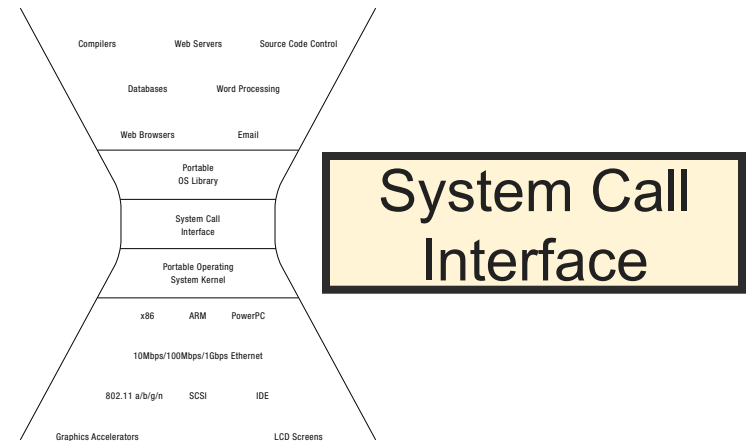 Compilers Web Servers Source Code Control
Databases Word Processing
Web Browsers Email
Portable
OS Library
System Call
Interface
Portable Operating
System Kernel
x86 ARM PowerPC
10Mbps/100Mbps/1Gbps Ethernet
802.11 a/b/g/n SCSI IDE
Graphics Accelerators LCD Screens
System Call
Interface